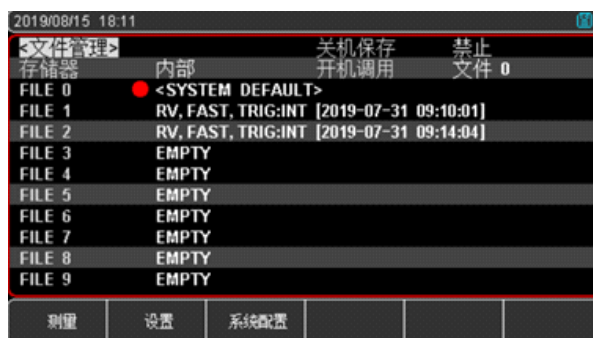 2019/08/15 18:11
<文件管理> 关机保存 禁止
存储器 内部 开机调用 文件 0
FILE 0 <SYSTEM DEFAULT>
FILE 1 RV, FAST, TRIG:INT [2019-07-31 09:10:01]
FILE 2 RV, FAST, TRIG:INT [2019-07-31 09:14:04]
FILE 3 EMPTY
FILE 4 EMPTY
FILE 5 EMPTY
FILE 6 EMPTY
FILE 7 EMPTY
FILE 8 EMPTY
FILE 9 EMPTY
测量 设置 系统配置